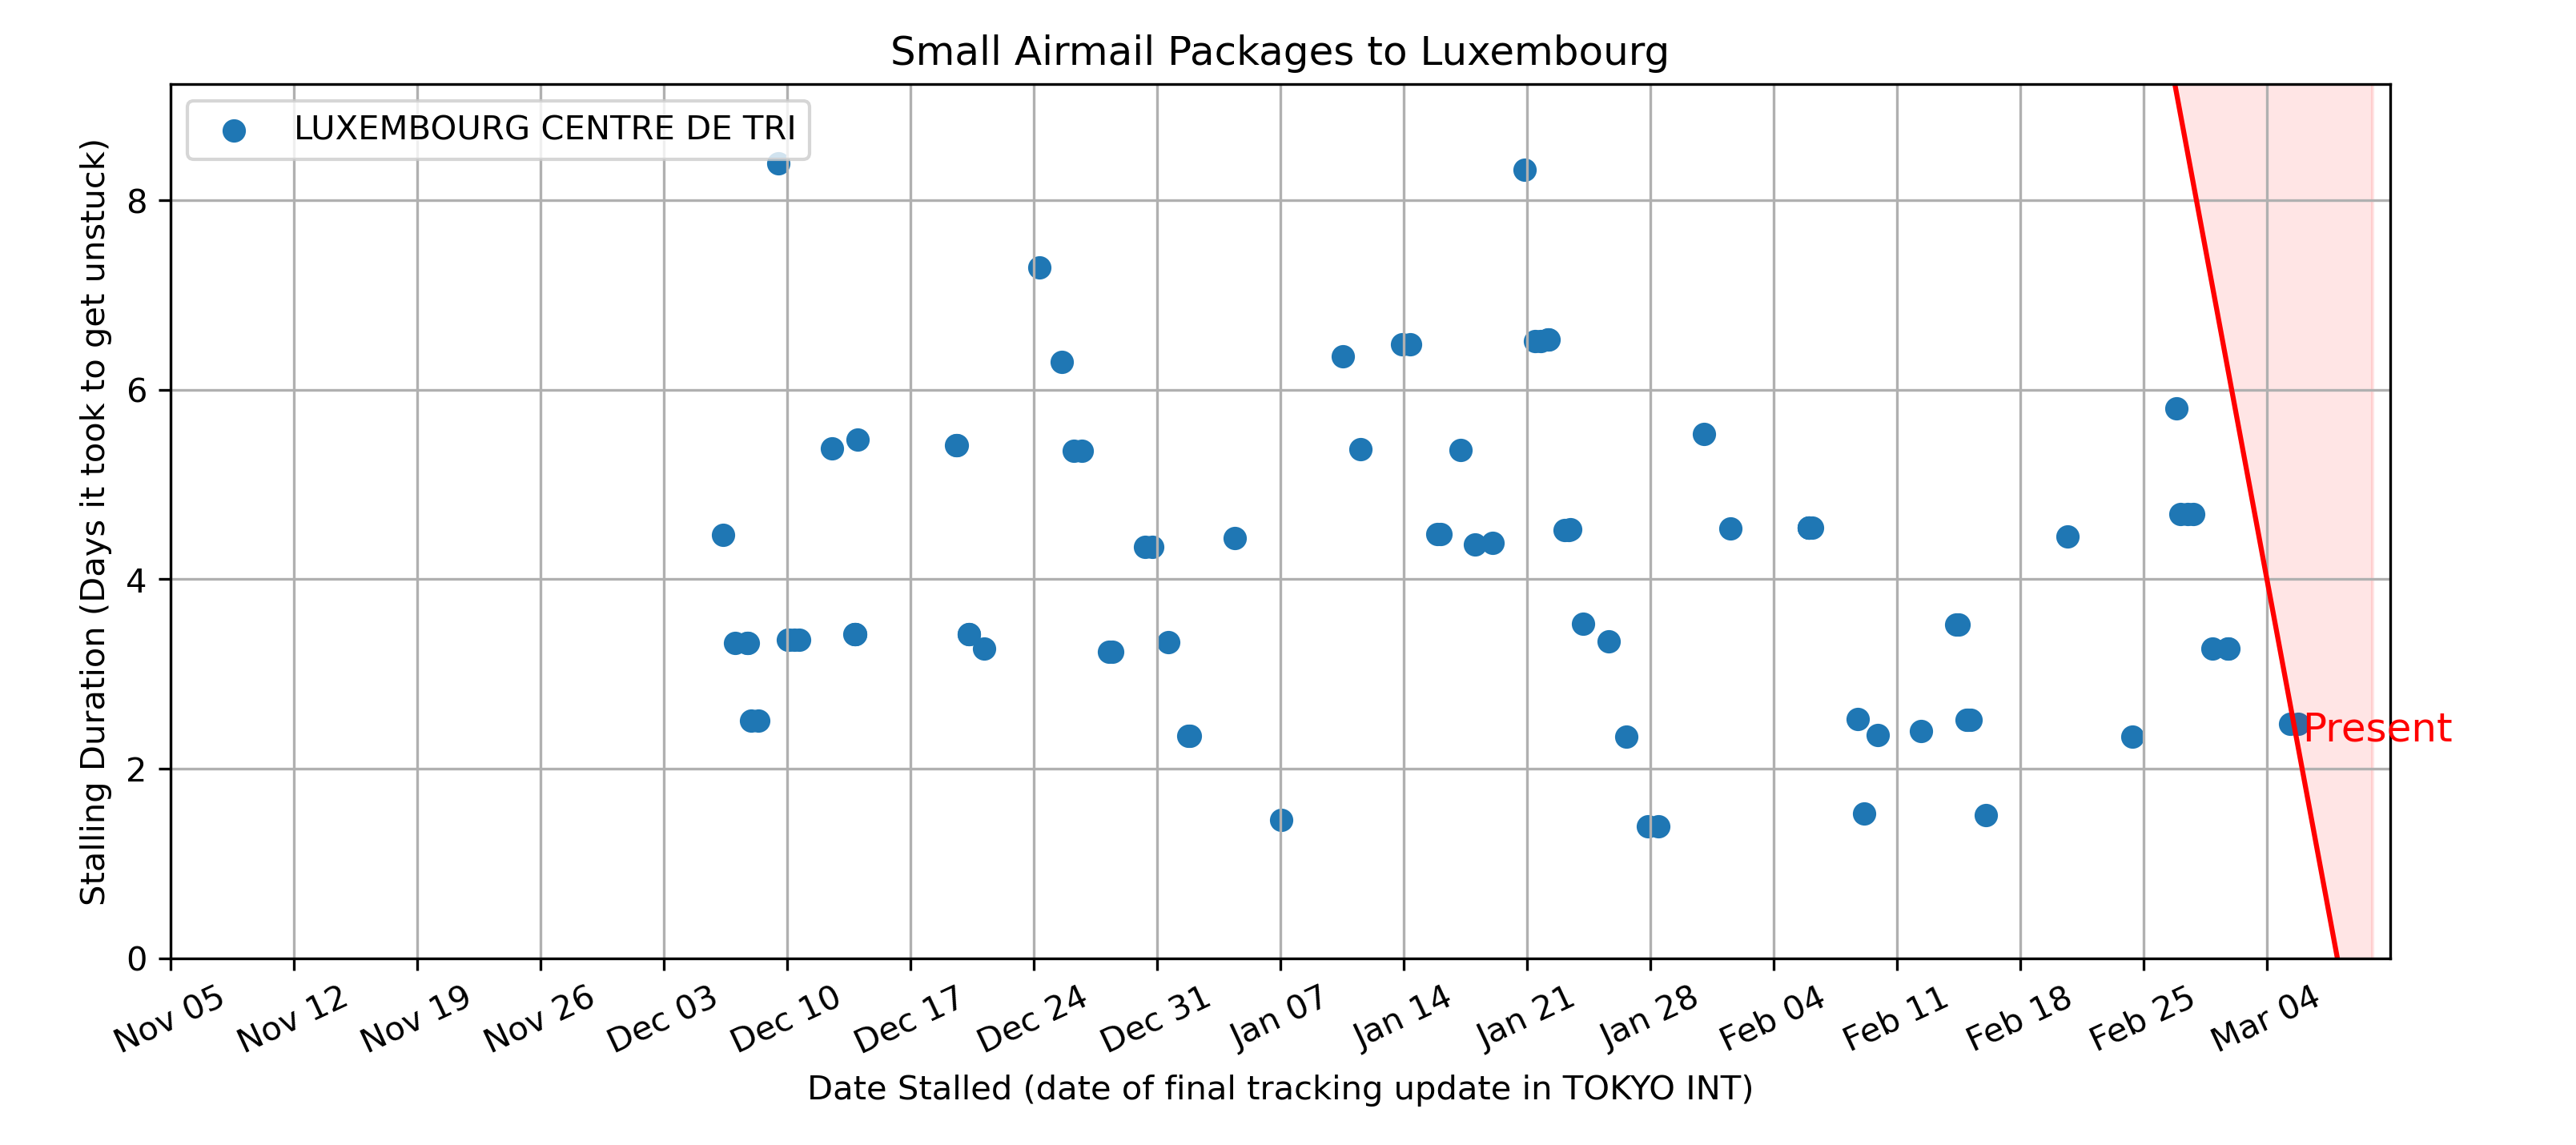 Small Airmail Packages to Luxembourg
LUXEMBOURG CENTRE DE TRI
Stalling Duration (Days it took to get unstuck)
8
6
4
2
0
Present
Nov 05
Nov 12
Nov 19
Nov 26
Dec 03
Dec 10
Dec 17
Dec 24
Dec 31
Jan 07
Jan 14
Jan 21
Jan 28
Feb 04
Feb 11
Feb 18
Feb 25
Mar 04
Date Stalled (date of final tracking update in TOKYO INT)